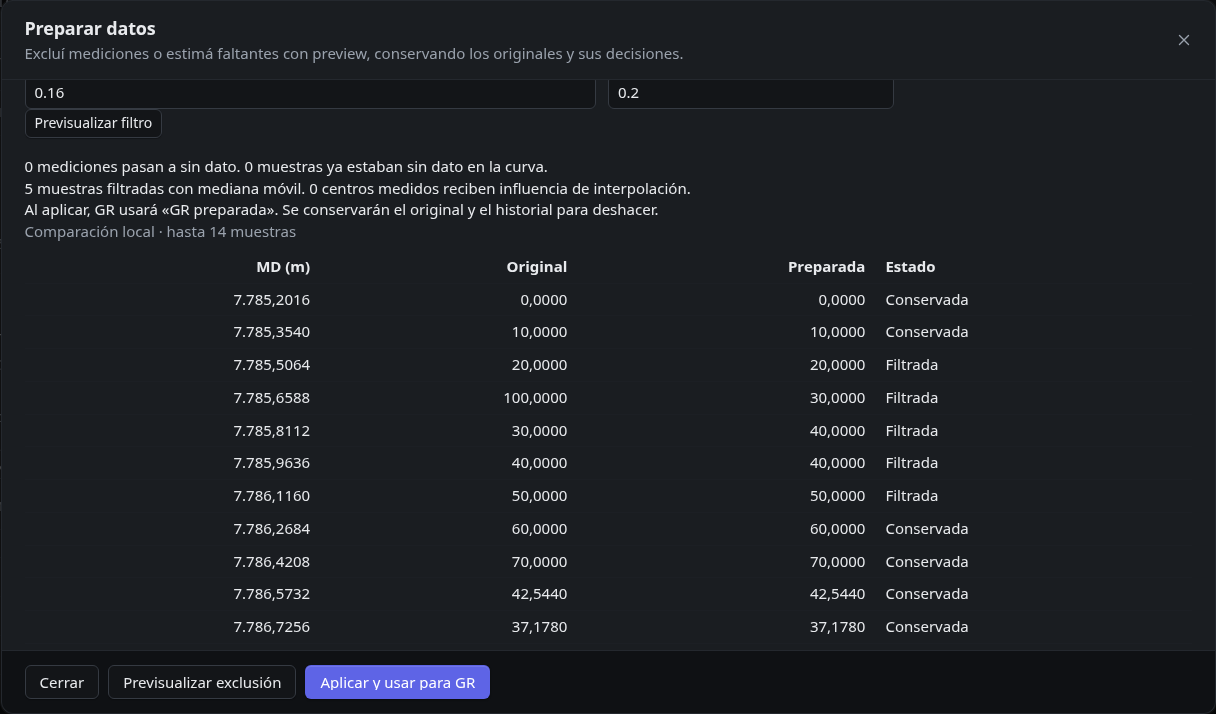 Preparar datos
Excluí mediciones o estimá faltantes con preview, conservando los originales y sus decisiones.
0.16 0.2
Previsualizar filtro
0 mediciones pasan a sin dato. 0 muestras ya estaban sin dato en la curva.
5 muestras filtradas con mediana móvil. 0 centros medidos reciben influencia de interpolación.
Al aplicar, GR usará «GR preparada». Se conservarán el original y el historial para deshacer.
Comparación local · hasta 14 muestras
MD (m) Original Preparada Estado
7.785,2016 0,0000 0,0000 Conservada
7.785,3540 10,0000 10,0000 Conservada
7.785,5064 20,0000 20,0000 Filtrada
7.785,6588 100,0000 30,0000 Filtrada
7.785,8112 30,0000 40,0000 Filtrada
7.785,9636 40,0000 40,0000 Filtrada
7.786,1160 50,0000 50,0000 Filtrada
7.786,2684 60,0000 60,0000 Conservada
7.786,4208 70,0000 70,0000 Conservada
7.786,5732 42,5440 42,5440 Conservada
7.786,7256 37,1780 37,1780 Conservada
Cerrar Previsualizar exclusión Aplicar y usar para GR